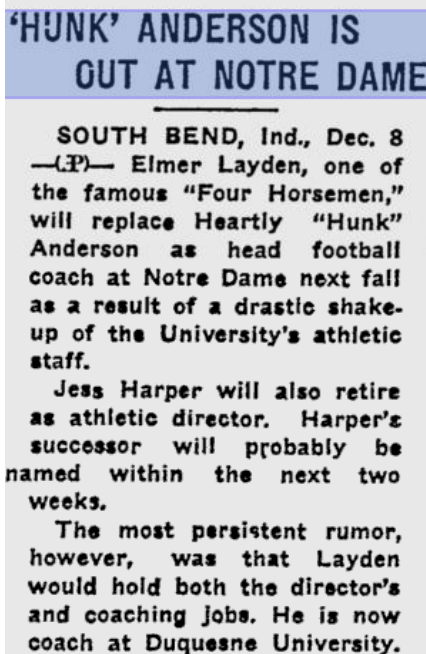 'HUNK' ANDERSON IS
OUT AT NOTRE DAME
SOUTH BEND, Ind., Dec. 8
—(AP)— Elmer Layden, one of
the famous "Four Horsemen,"
will replace Heartly "Hunk"
Anderson as head football
coach at Notre Dame next fall
as a result of a drastic shake-
up of the University's athletic
staff.
Jess Harper will also retire
as athletic director. Harper's
successor will probably be
named within the next two
weeks.
The most persistent rumor,
however, was that Layden
would hold both the director's
and coaching jobs. He is now
coach at Duquesne University.